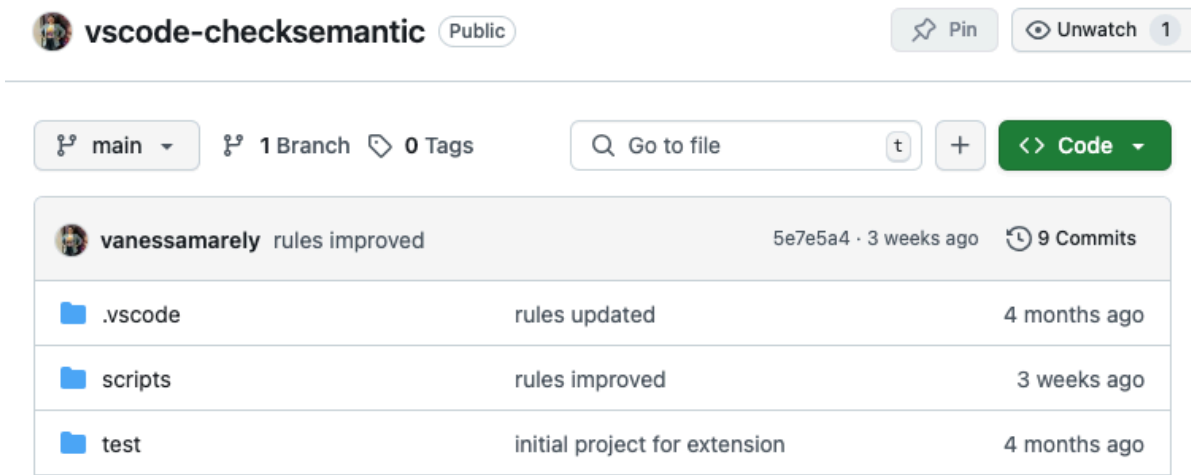 vscode-checksemantic Public Pin Unwatch 1
main 1 Branch 0 Tags Go to file t + <> Code
vanessamarely rules improved 5e7e5a4 · 3 weeks ago 9 Commits
.vscode rules updated 4 months ago
scripts rules improved 3 weeks ago
test initial project for extension 4 months ago